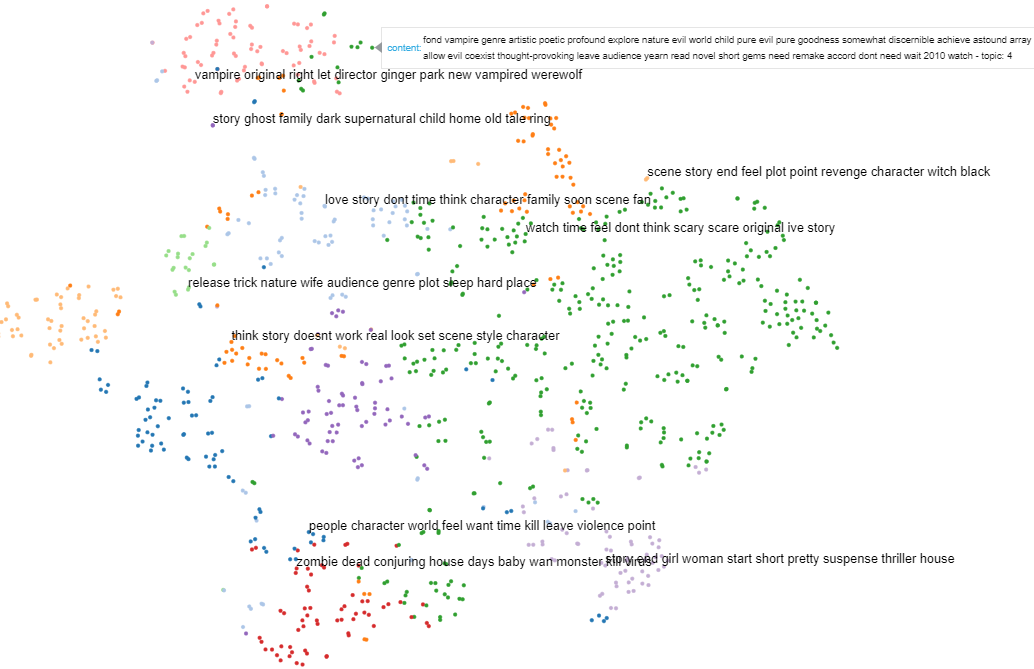 content: fond vampire genre artistic poetic profound explore nature evil world child pure evil pure goodness somewhat discernible achieve astound array
allow evil coexist thought-provoking leave audience yearn read novel short gems need remake accord dont need wait 2010 watch - topic: 4
vampire original right let director ginger park new vampired werewolf
story ghost family dark supernatural child home old tale ring
scene story end feel plot point revenge character witch black
love story dont time think character family soon scene fan
watch time feel dont think scary scare original ive story
release trick nature wife audience genre plot sleep hard place
think story doesnt work real look set scene style character
people character world feel want time kill leave violence point
zombie dead conjuring house days baby wan monster kill virus
story end girl woman start short pretty suspense thriller house